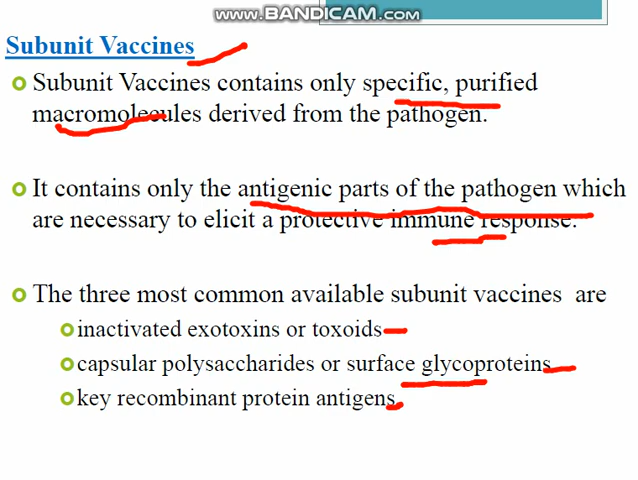 www.BANDICAM.com
Subunit Vaccines
Subunit Vaccines contains only specific, purified
macromolecules derived from the pathogen.
It contains only the antigenic parts of the pathogen which
are necessary to elicit a protective immune response.
The three most common available subunit vaccines are
inactivated exotoxins or toxoids
capsular polysaccharides or surface glycoproteins
key recombinant protein antigens